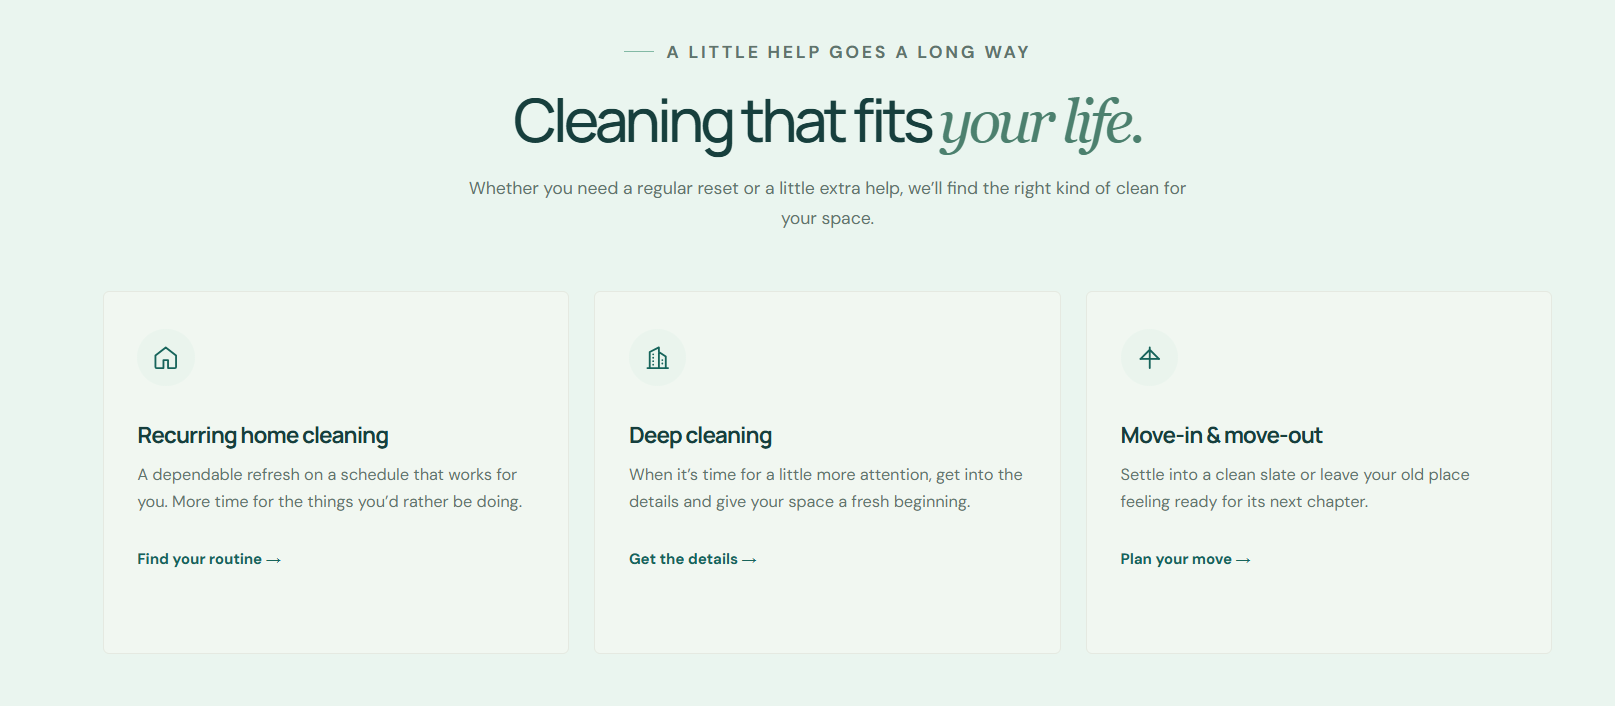 A LITTLE HELP GOES A LONG WAY
Cleaning that fits your life.
Whether you need a regular reset or a little extra help, we’ll find the right kind of clean for
your space.
Recurring home cleaning
A dependable refresh on a schedule that works for
you. More time for the things you’d rather be doing.
Find your routine →
Deep cleaning
When it’s time for a little more attention, get into the
details and give your space a fresh beginning.
Get the details →
Move-in & move-out
Settle into a clean slate or leave your old place
feeling ready for its next chapter.
Plan your move →